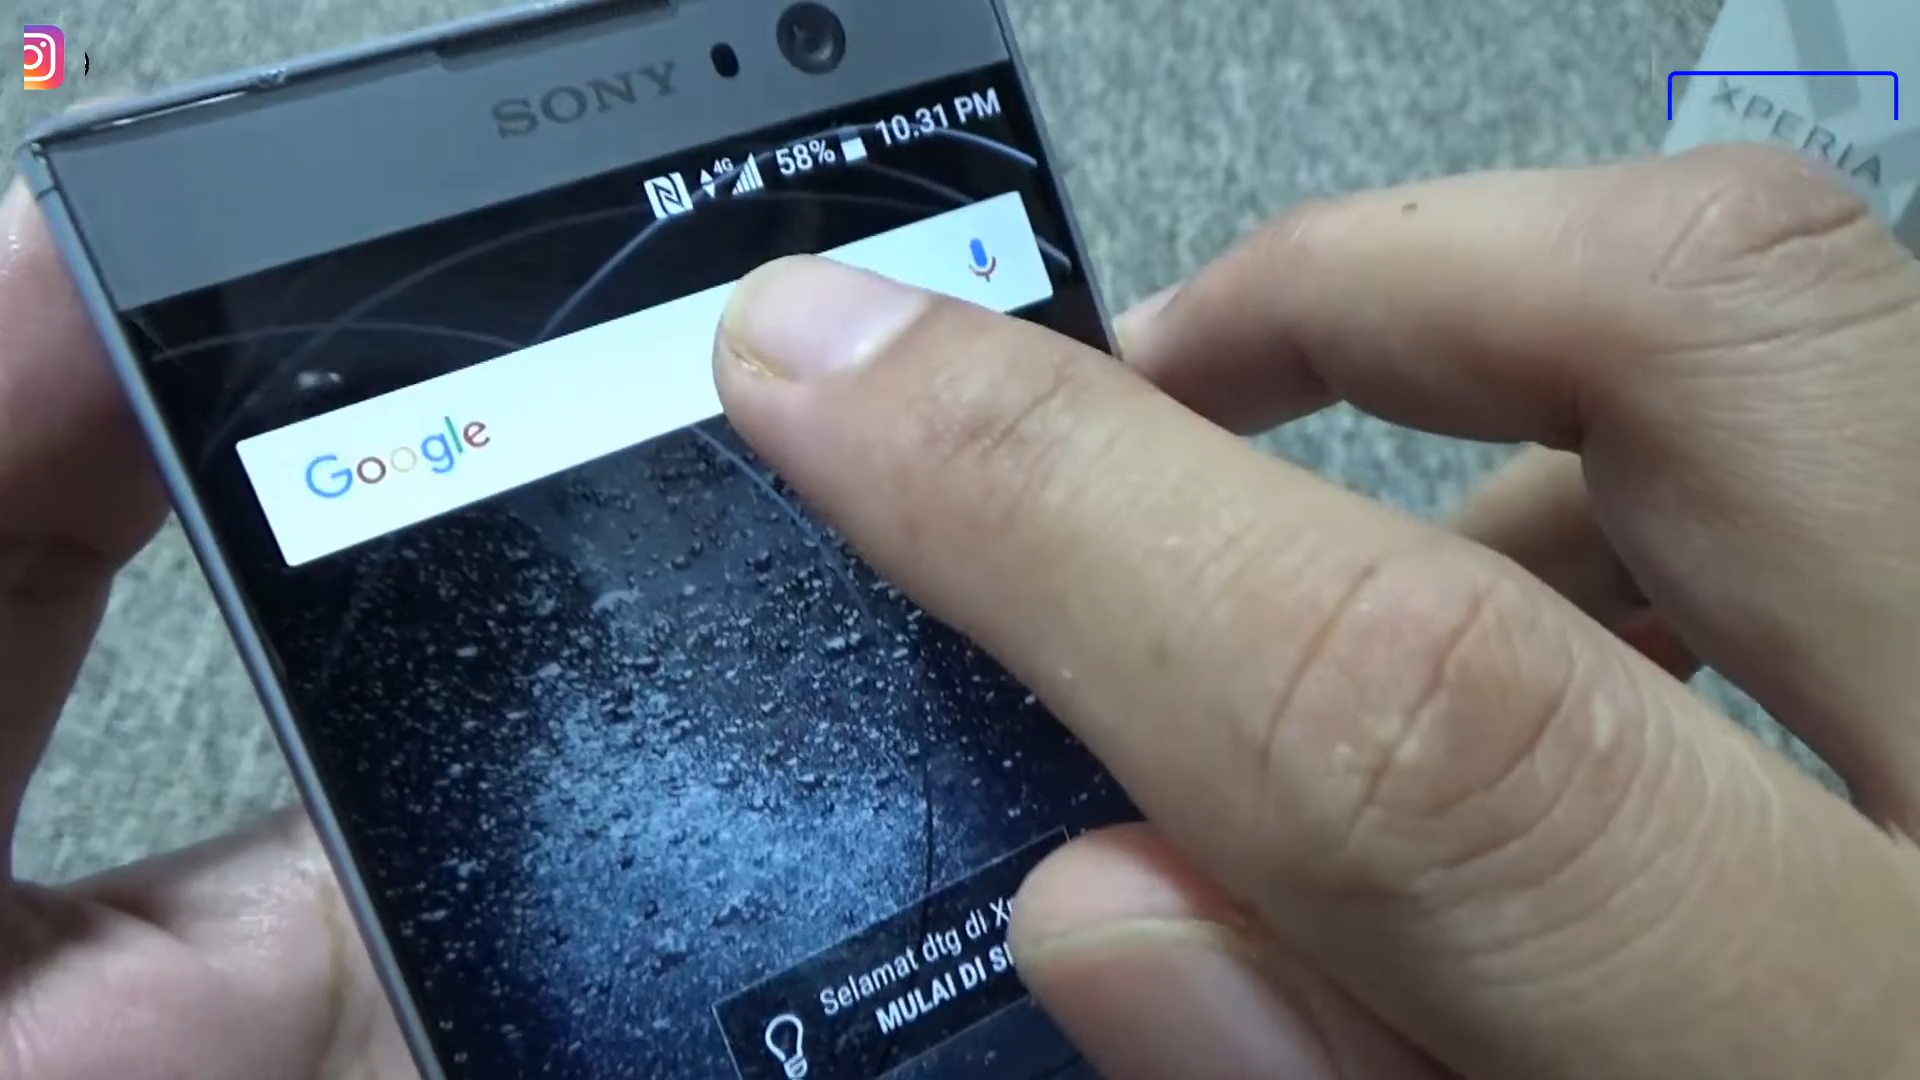 SONY
4G 58% 10.31 PM
Google
XPERIA
Selamat dtg di
MULAI DI